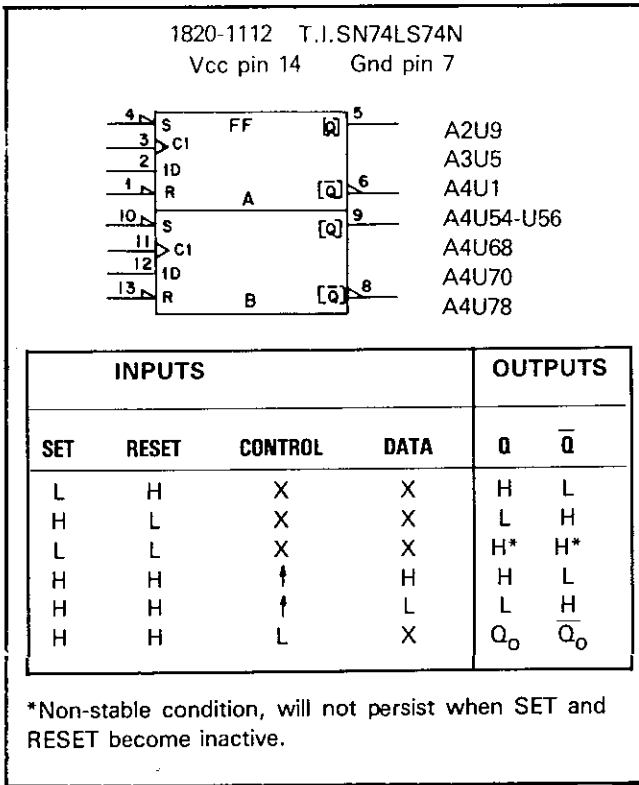 1820-1112 T.I.SN74LS74N
Vcc pin 14 Gnd pin 7
4 S FF [Q] 5 A2U9
3 C1 A3U5
2 1D
1 R A [Q̅] 6 A4U1
10 S [Q] 9 A4U54-U56
11 C1 A4U68
12 1D A4U70
13 R B [Q̅] 8 A4U78
INPUTS OUTPUTS
SET RESET CONTROL DATA Q Q̅
L H X X H L
H L X X L H
L L X X H* H*
H H ↑ H H L
H H ↑ L L H
H H L X Q₀ Q̅₀
*Non-stable condition, will not persist when SET and
RESET become inactive.